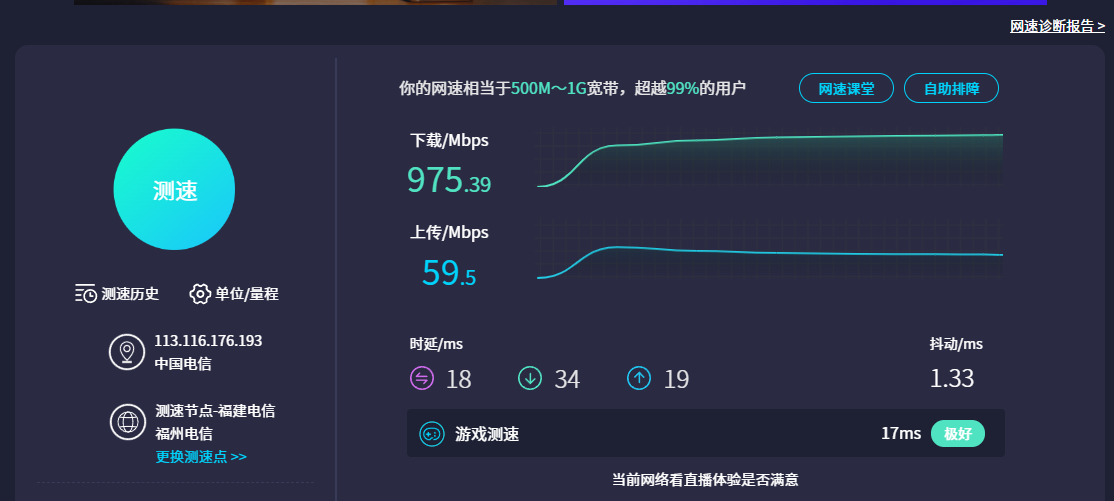 网速诊断报告 >
你的网速相当于500M～1G宽带，超越99%的用户
网速课堂
自助排障
下载/Mbps
975.39
上传/Mbps
59.5
测速
测速历史
单位/量程
113.116.176.193
中国电信
测速节点-福建电信
福州电信
更换测速点 >>
时延/ms
抖动/ms
18
34
19
1.33
游戏测速
17ms
极好
当前网络看直播体验是否满意